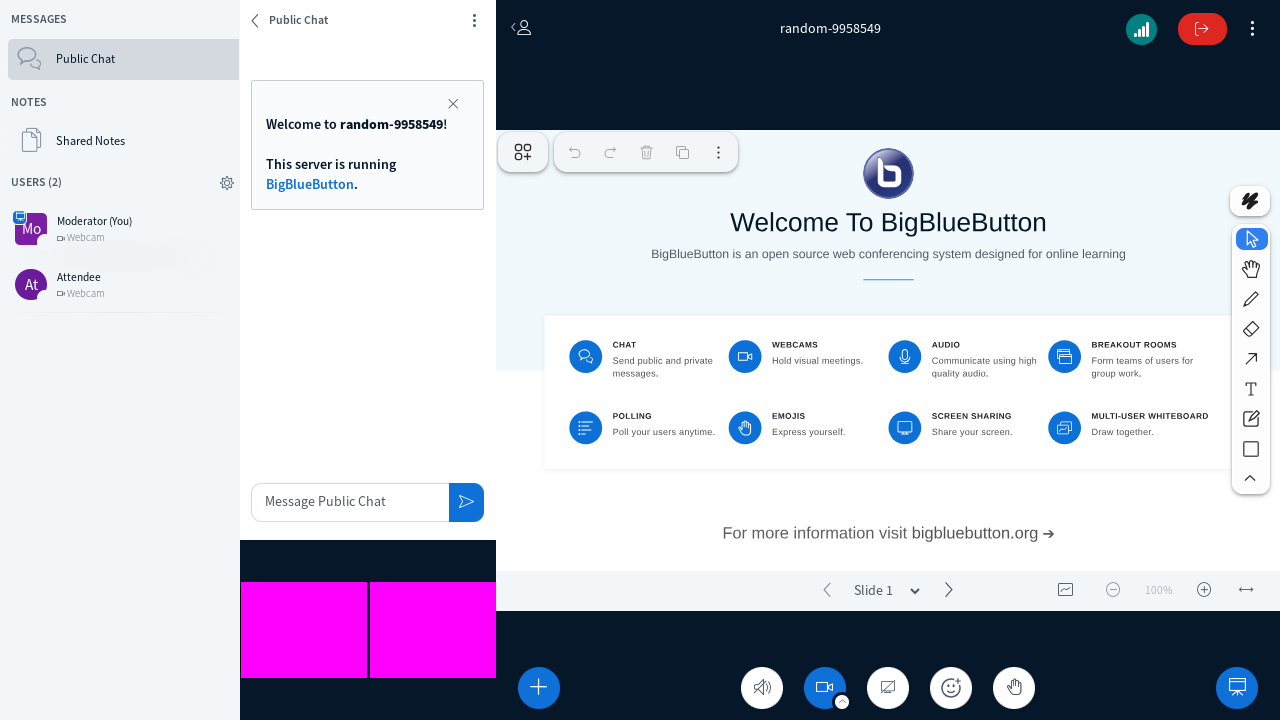 MESSAGES
Public Chat
NOTES
Shared Notes
USERS (2)
Mo
Moderator (You)
Webcam
At
Attendee
Webcam
Public Chat
Welcome to random-9958549!
This server is running
BigBlueButton.
Message Public Chat
random-9958549
Welcome To BigBlueButton
BigBlueButton is an open source web conferencing system designed for online learning
CHAT
Send public and private
messages.
WEBCAMS
Hold visual meetings.
AUDIO
Communicate using high
quality audio.
BREAKOUT ROOMS
Form teams of users for
group work.
POLLING
Poll your users anytime.
EMOJIS
Express yourself.
SCREEN SHARING
Share your screen.
MULTI-USER WHITEBOARD
Draw together.
For more information visit bigbluebutton.org →
Slide 1
100%